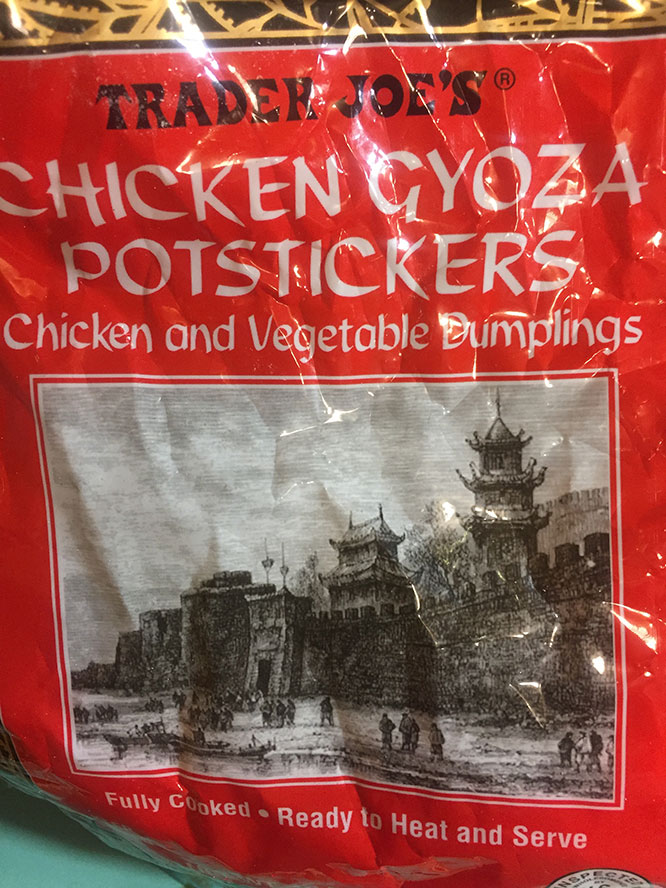 TRADER JOE'S®
CHICKEN GYOZA
POTSTICKERS
Chicken and Vegetable Dumplings
Fully Cooked • Ready to Heat and Serve